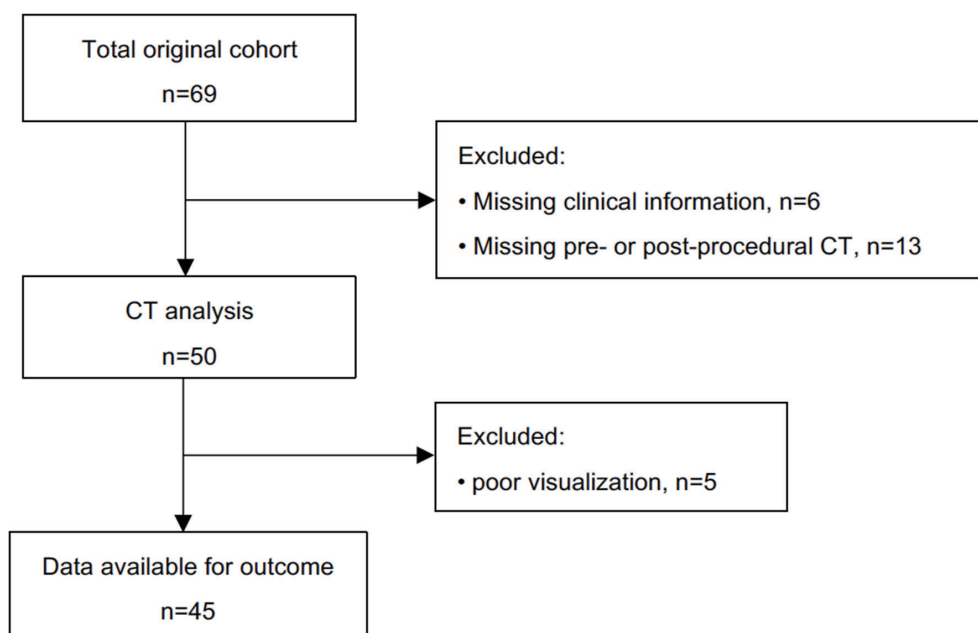 Total original cohort
n=69
Excluded:
• Missing clinical information, n=6
• Missing pre- or post-procedural CT, n=13
CT analysis
n=50
Excluded:
• poor visualization, n=5
Data available for outcome
n=45